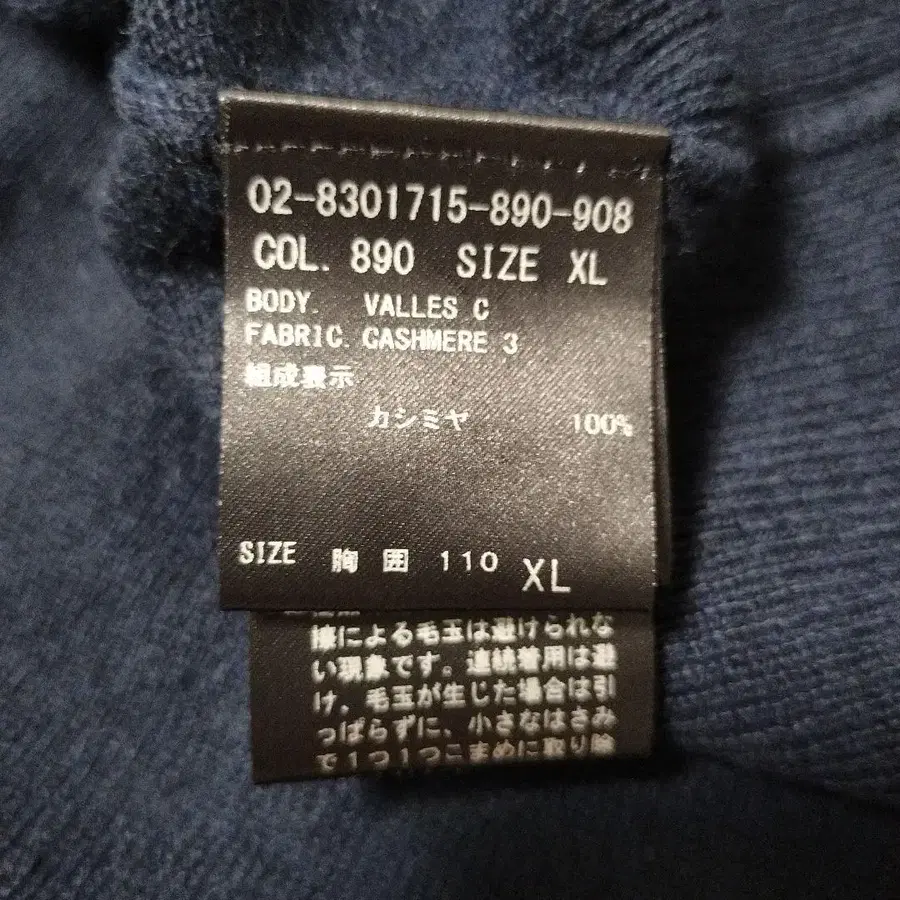 02-8301715-890-908
COL. 890 SIZE XL
BODY. VALLES C
FABRIC. CASHMERE 3
組成表示
カシミヤ 100%
SIZE 胸囲 110 XL
擦による毛玉は避けられな
い現象です。連続着用は避
け、毛玉が生じた場合は引
っぱらずに、小さなはさみ
で1つ1つこまめに取り除